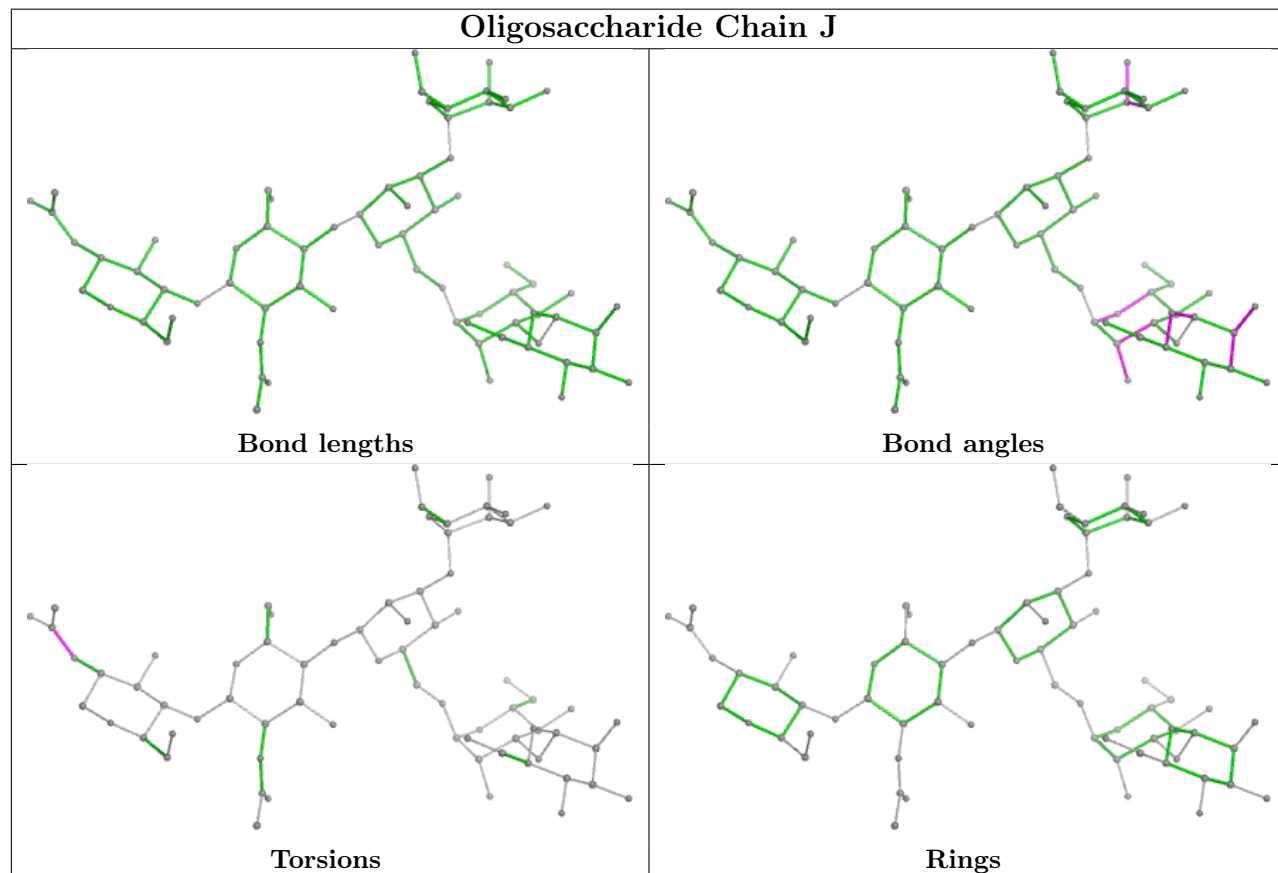 Oligosaccharide Chain J
Bond lengths
Bond angles
Torsions
Rings